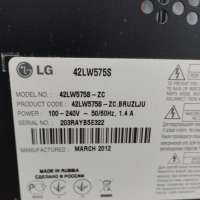 LG 42LW575S
MODEL NO. : 42LW575S-ZC
PRODUCT CODE : 42LW575S-ZC.BRUZLJU
POWER : 100-240V ~ 50/60Hz, 1.4 A
SERIAL NO. : 203RAYB5E322
MANUFACTURED : MARCH 2012
MADE IN RUSSIA
СДЕЛАНО В РОССИИ